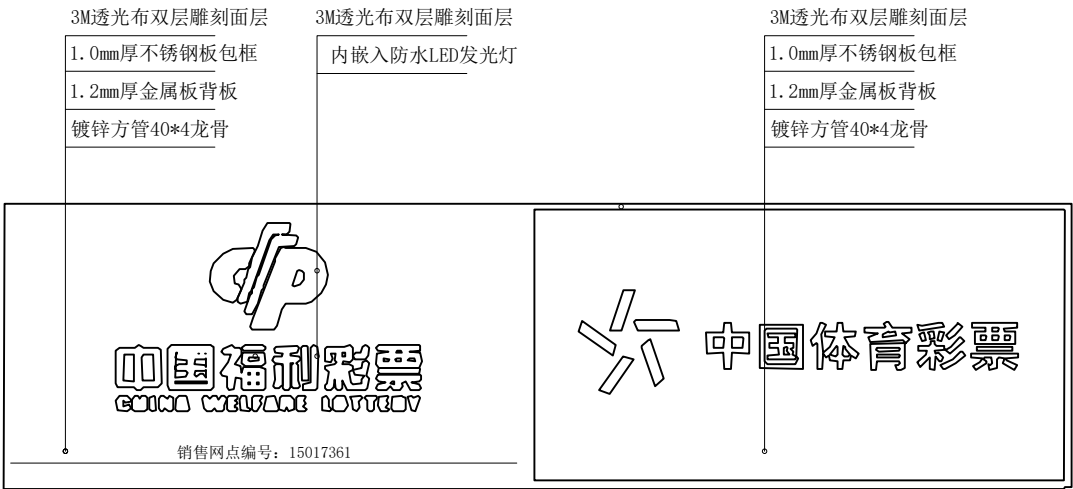 3M透光布双层雕刻面层
1.0mm厚不锈钢板包框
1.2mm厚金属板背板
镀锌方管40*4龙骨
3M透光布双层雕刻面层
内嵌入防水LED发光灯
3M透光布双层雕刻面层
1.0mm厚不锈钢板包框
1.2mm厚金属板背板
镀锌方管40*4龙骨
中国福利彩票
CHINA WELFARE LOTTERY
销售网点编号：15017361
中国体育彩票